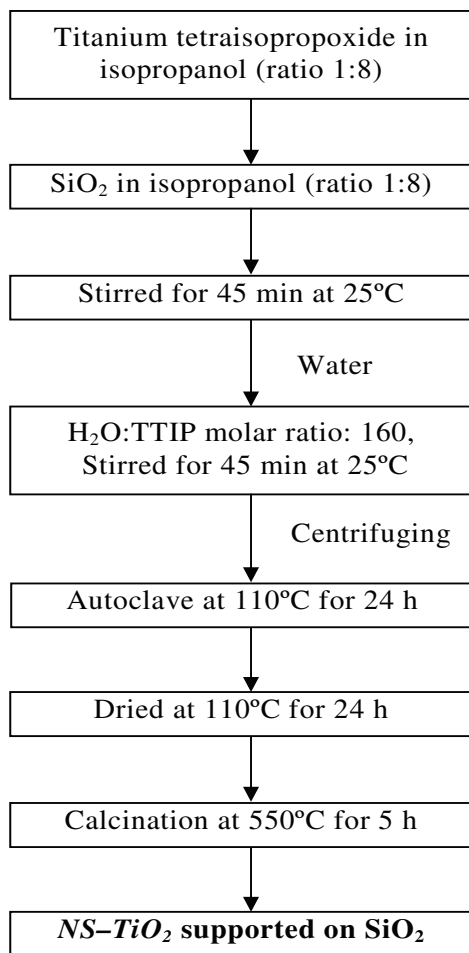 Titanium tetraisopropoxide in
isopropanol (ratio 1:8)
SiO₂ in isopropanol (ratio 1:8)
Stirred for 45 min at 25ºC
Water
H₂O:TTIP molar ratio: 160,
Stirred for 45 min at 25ºC
Centrifuging
Autoclave at 110ºC for 24 h
Dried at 110ºC for 24 h
Calcination at 550ºC for 5 h
NS–TiO₂ supported on SiO₂